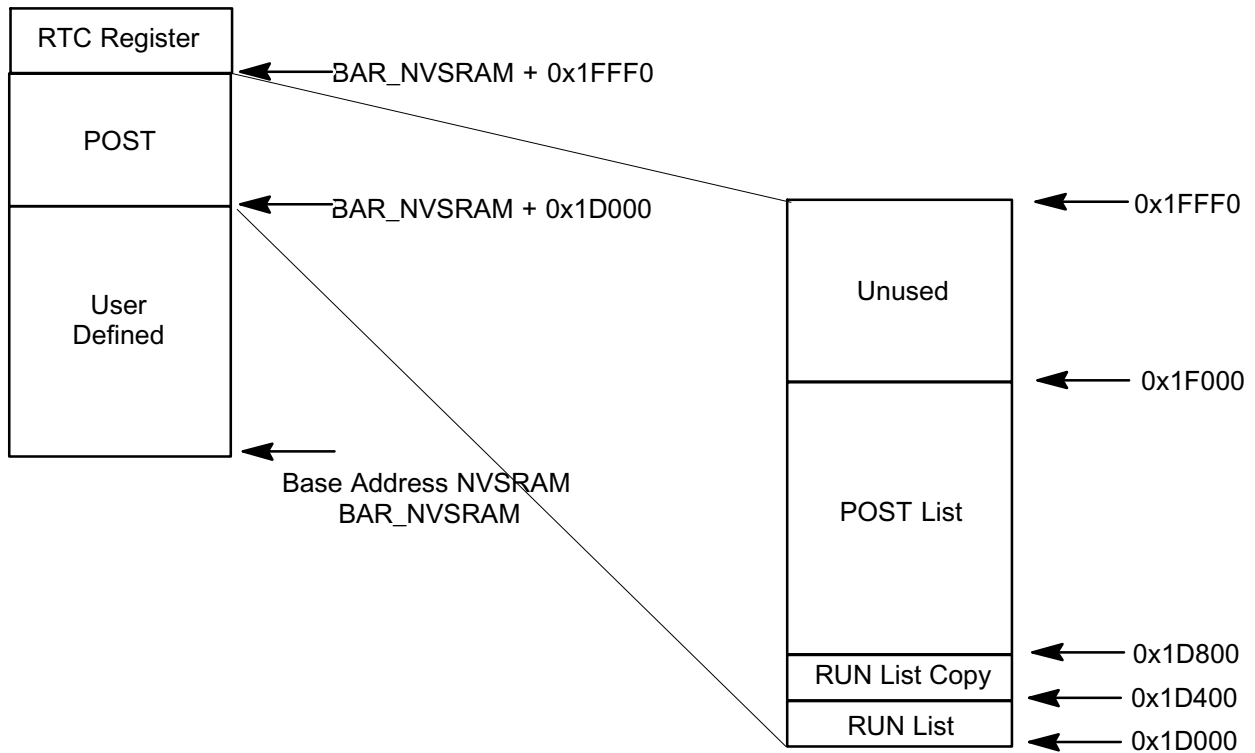 RTC Register
BAR_NVSRAM + 0x1FFF0
POST
BAR_NVSRAM + 0x1D000
User
Defined
Base Address NVSRAM
BAR_NVSRAM
0x1FFF0
Unused
0x1F000
POST List
0x1D800
RUN List Copy
0x1D400
RUN List
0x1D000